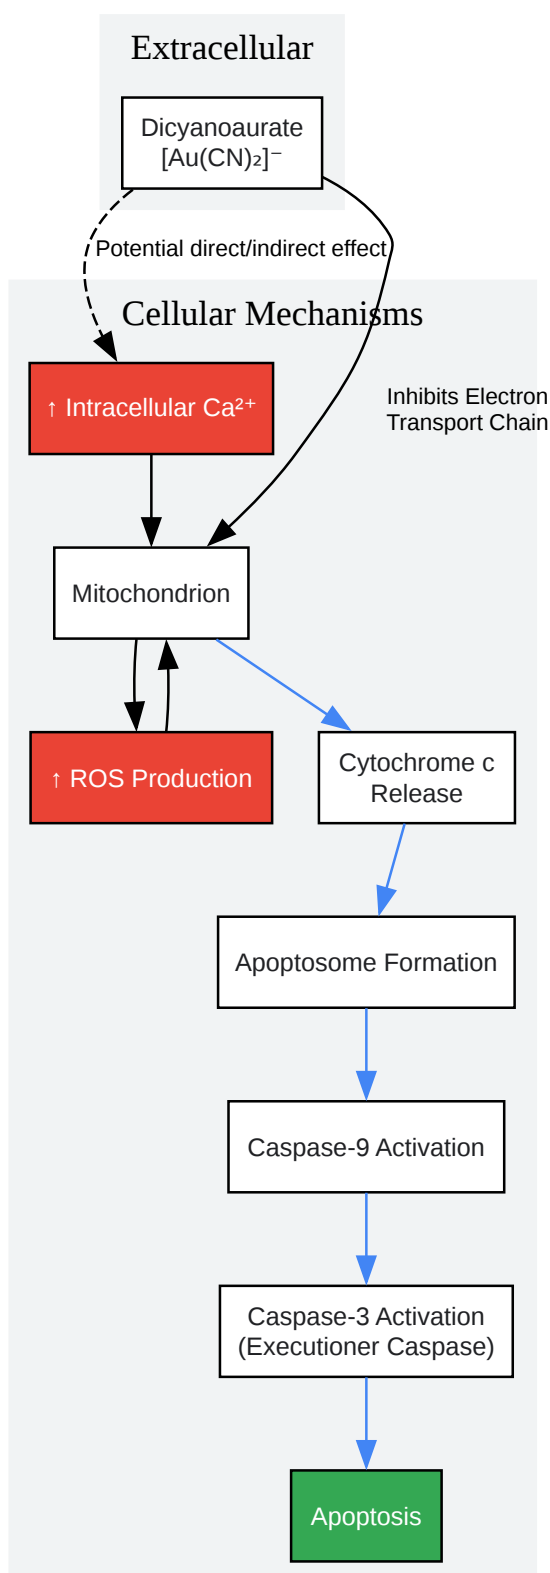 Extracellular
Dicyanoaurate
[Au(CN)₂]⁻
Potential direct/indirect effect
Cellular Mechanisms
Inhibits Electron
Transport Chain
↑ Intracellular Ca²⁺
Mitochondrion
↑ ROS Production
Cytochrome c
Release
Apoptosome Formation
Caspase-9 Activation
Caspase-3 Activation
(Executioner Caspase)
Apoptosis